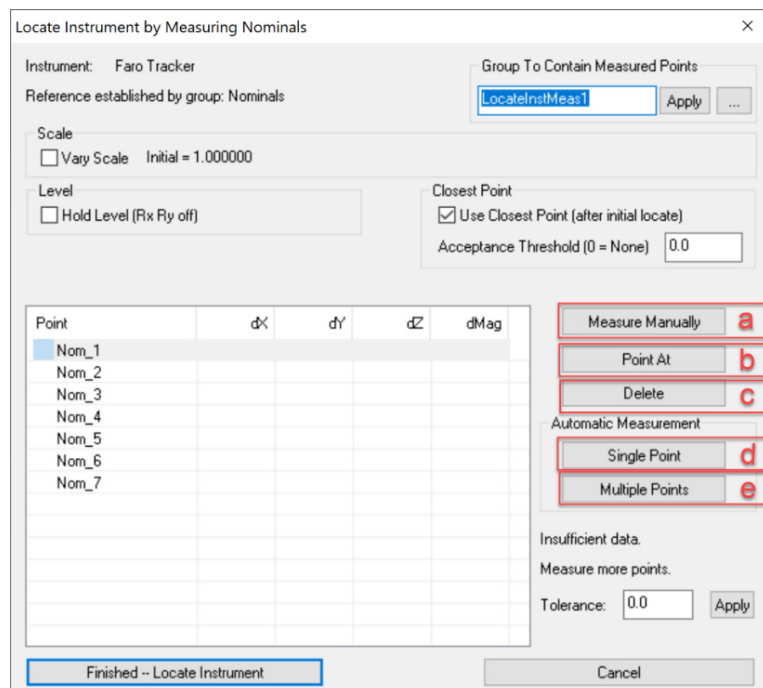 Locate Instrument by Measuring Nominals
Instrument: Faro Tracker
Reference established by group: Nominals
Group To Contain Measured Points
LocateInstMeas1 Apply ...
Scale
Vary Scale Initial = 1.000000
Level
Hold Level (Rx Ry off)
Closest Point
Use Closest Point (after initial locate)
Acceptance Threshold (0 = None) 0.0
Point dX dY dZ dMag
Nom_1
Nom_2
Nom_3
Nom_4
Nom_5
Nom_6
Nom_7
Measure Manually a
Point At b
Delete c
Automatic Measurement
Single Point d
Multiple Points e
Insufficient data.
Measure more points.
Tolerance: 0.0 Apply
Finished -- Locate Instrument
Cancel